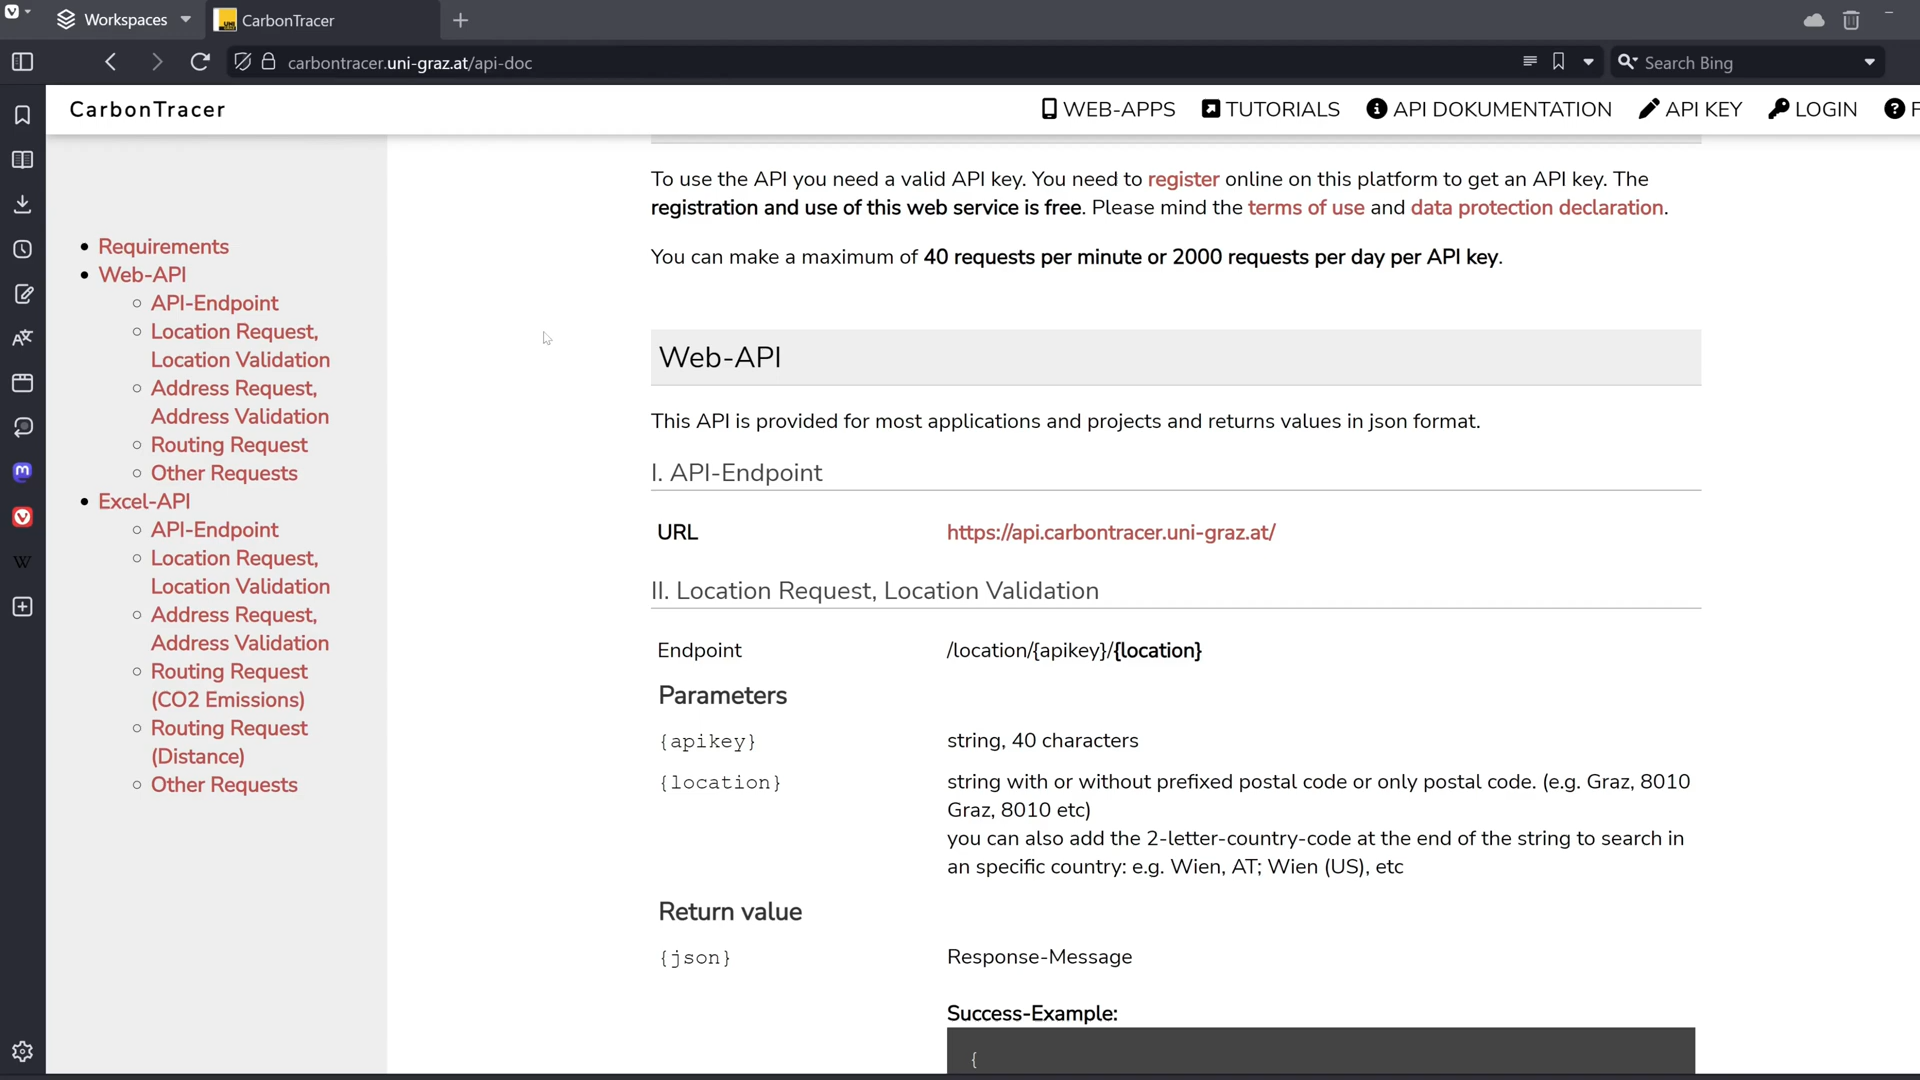 Workspaces
CarbonTracer
carbontracer.uni-graz.at/api-doc
Search Bing
CarbonTracer
WEB-APPS
TUTORIALS
API DOKUMENTATION
API KEY
LOGIN
F
Requirements
Web-API
API-Endpoint
Location Request,
Location Validation
Address Request,
Address Validation
Routing Request
Other Requests
Excel-API
API-Endpoint
Location Request,
Location Validation
Address Request,
Address Validation
Routing Request
(CO2 Emissions)
Routing Request
(Distance)
Other Requests
To use the API you need a valid API key. You need to register online on this platform to get an API key. The
registration and use of this web service is free. Please mind the terms of use and data protection declaration.
You can make a maximum of 40 requests per minute or 2000 requests per day per API key.
Web-API
This API is provided for most applications and projects and returns values in json format.
I. API-Endpoint
URL https://api.carbontracer.uni-graz.at/
II. Location Request, Location Validation
Endpoint /location/{apikey}/{location}
Parameters
{apikey} string, 40 characters
{location} string with or without prefixed postal code or only postal code. (e.g. Graz, 8010
Graz, 8010 etc)
you can also add the 2-letter-country-code at the end of the string to search in
an specific country: e.g. Wien, AT; Wien (US), etc
Return value
{json} Response-Message
Success-Example:
{